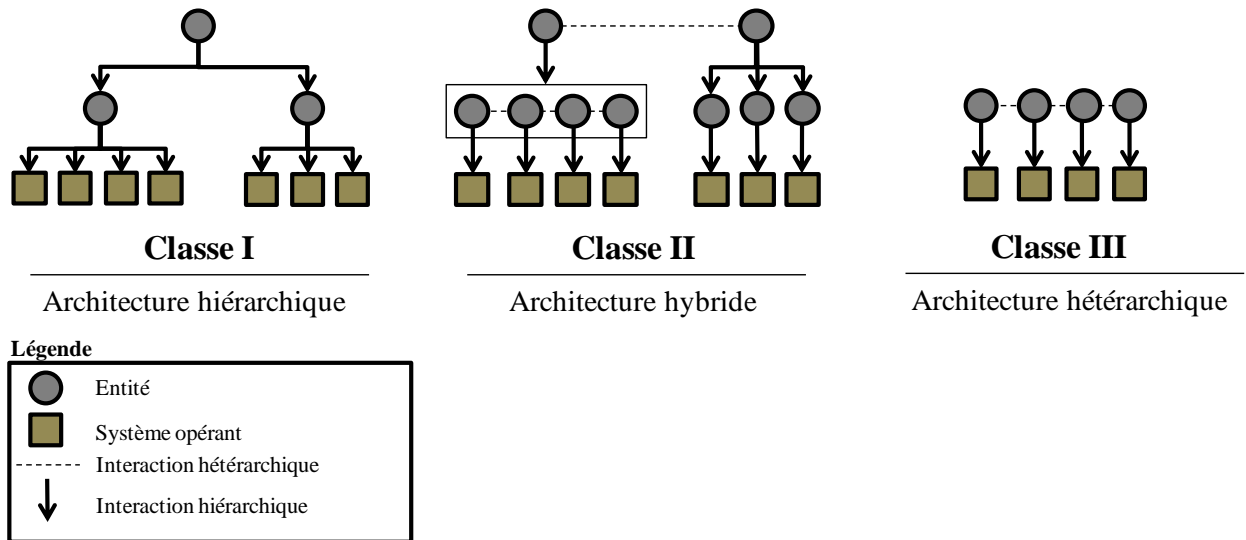 Classe I
Architecture hiérarchique
Classe II
Architecture hybride
Classe III
Architecture hétérarchique
Légende
Entité
Système opérant
Interaction hétérarchique
Interaction hiérarchique